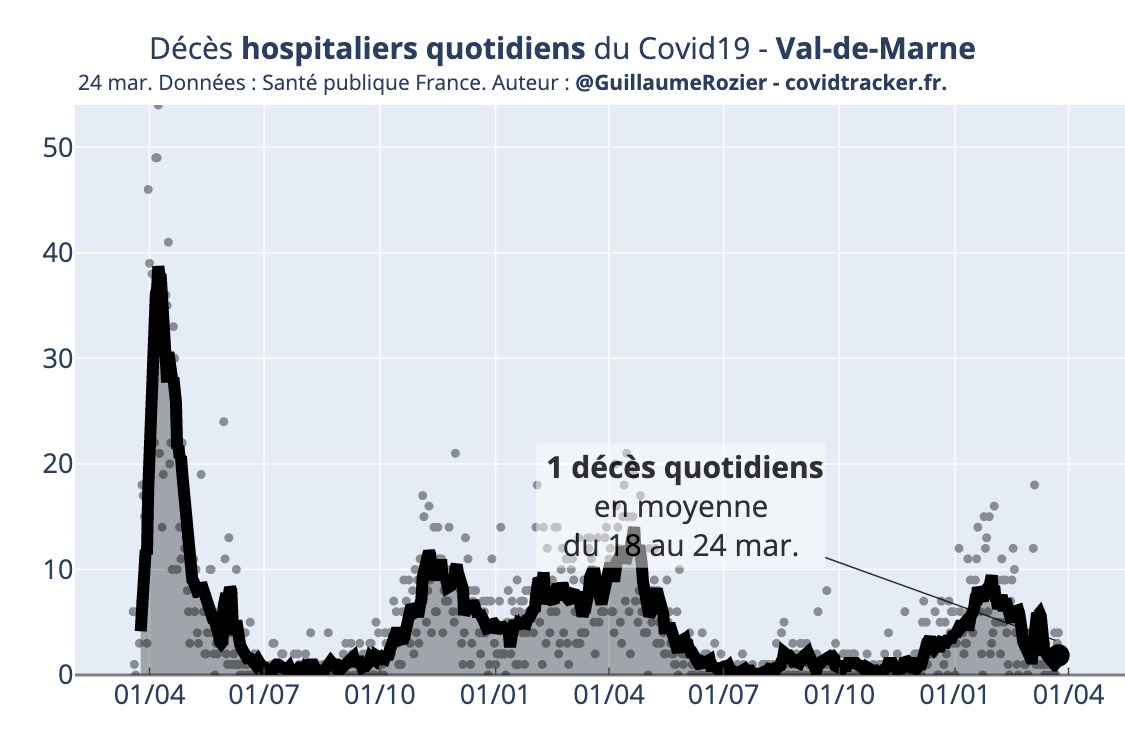 Décès hospitaliers quotidiens du Covid19 - Val-de-Marne
24 mar. Données : Santé publique France. Auteur : @GuillaumeRozier - covidtracker.fr.
50
40
30
20
10
0
1 décès quotidiens
en moyenne
du 18 au 24 mar.
01/04 01/07 01/10 01/01 01/04 01/07 01/10 01/01 01/04